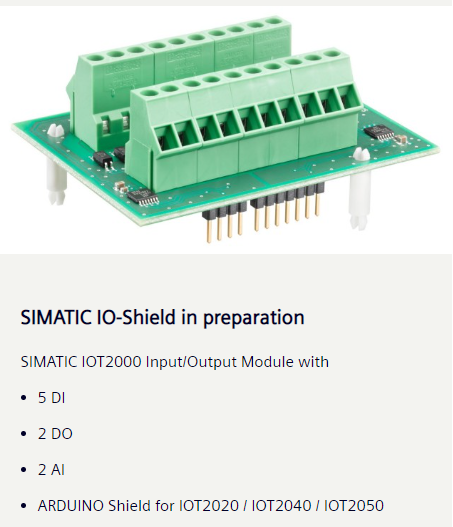 SIMATIC IO-Shield in preparation
SIMATIC IOT2000 Input/Output Module with
• 5 DI
• 2 DO
• 2 AI
• ARDUINO Shield for IOT2020 / IOT2040 / IOT2050